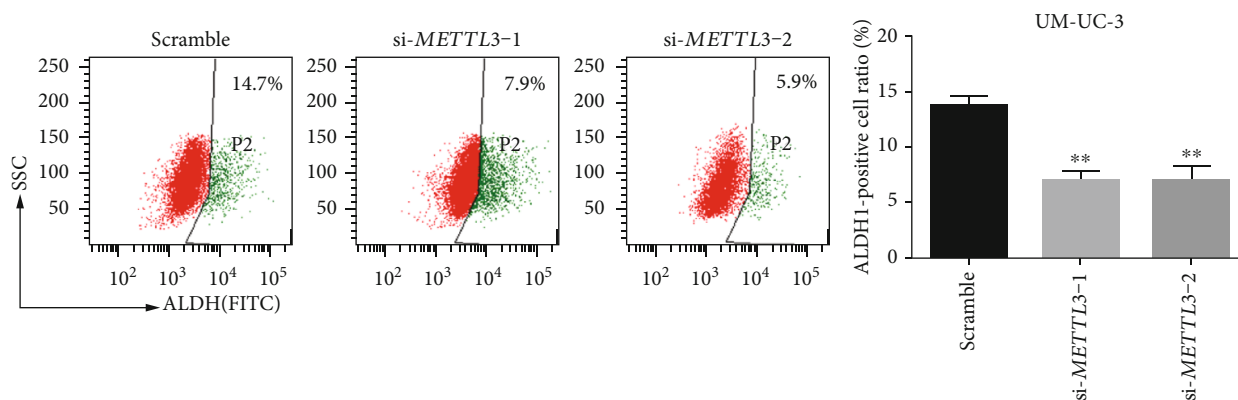 Scramble
250
200
150
100
50
14.7%
P2
10²
10³
10⁴
10⁵
SSC
ALDH(FITC)
si-METTL3−1
250
200
150
100
50
7.9%
P2
10²
10³
10⁴
10⁵
si-METTL3−2
250
200
150
100
50
5.9%
P2
10²
10³
10⁴
10⁵
UM-UC-3
ALDH1-positive cell ratio (%)
20
15
10
5
0
**
**
Scramble
si-METTL3−1
si-METTL3−2